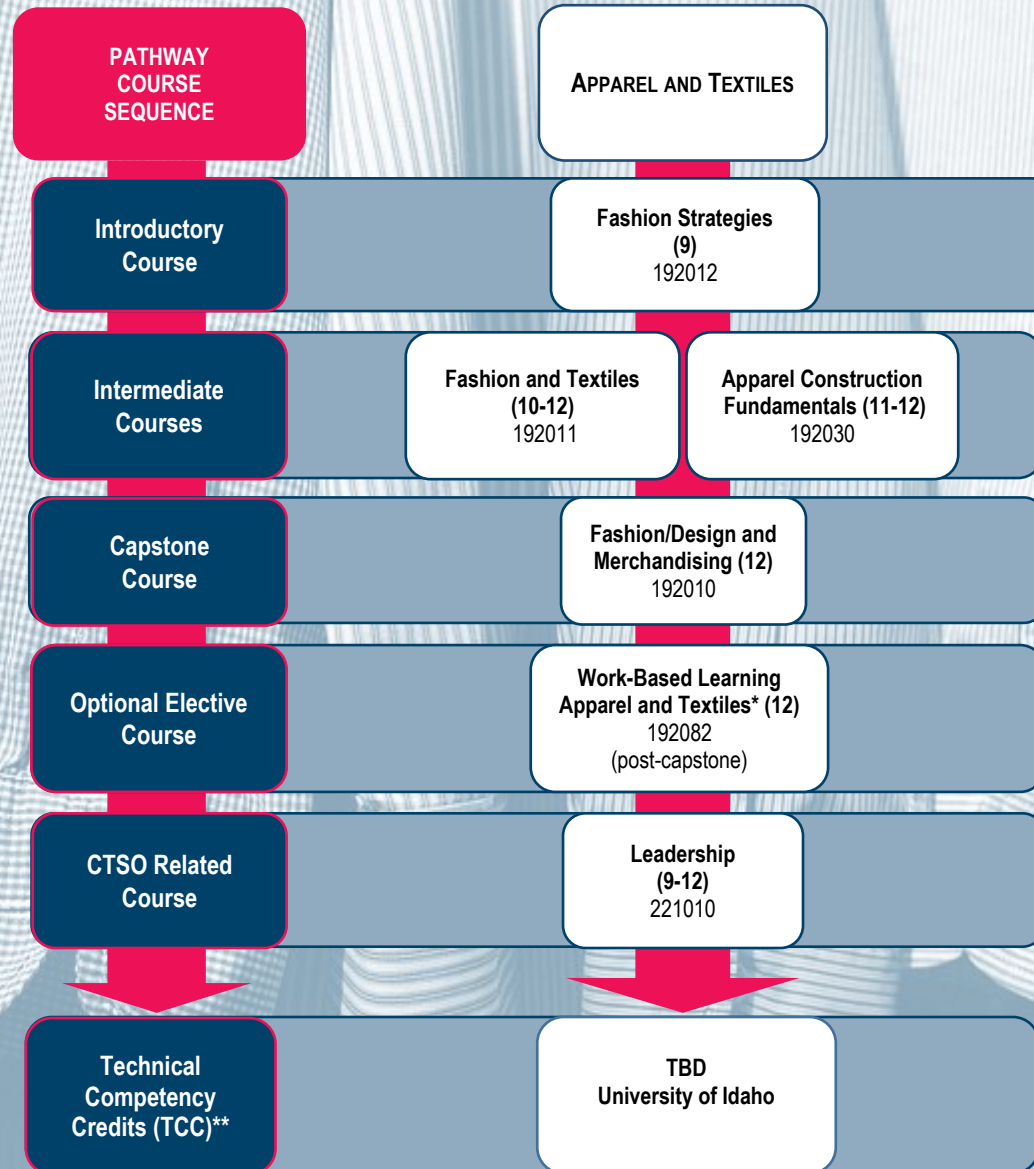 PATHWAY
COURSE
SEQUENCE
APPAREL AND TEXTILES
Introductory
Course
Fashion Strategies
(9)
192012
Intermediate
Courses
Fashion and Textiles
(10-12)
192011
Apparel Construction
Fundamentals (11-12)
192030
Capstone
Course
Fashion/Design and
Merchandising (12)
192010
Optional Elective
Course
Work-Based Learning
Apparel and Textiles* (12)
192082
(post-capstone)
CTSO Related
Course
Leadership
(9-12)
221010
Technical
Competency
Credits (TCC)**
TBD
University of Idaho